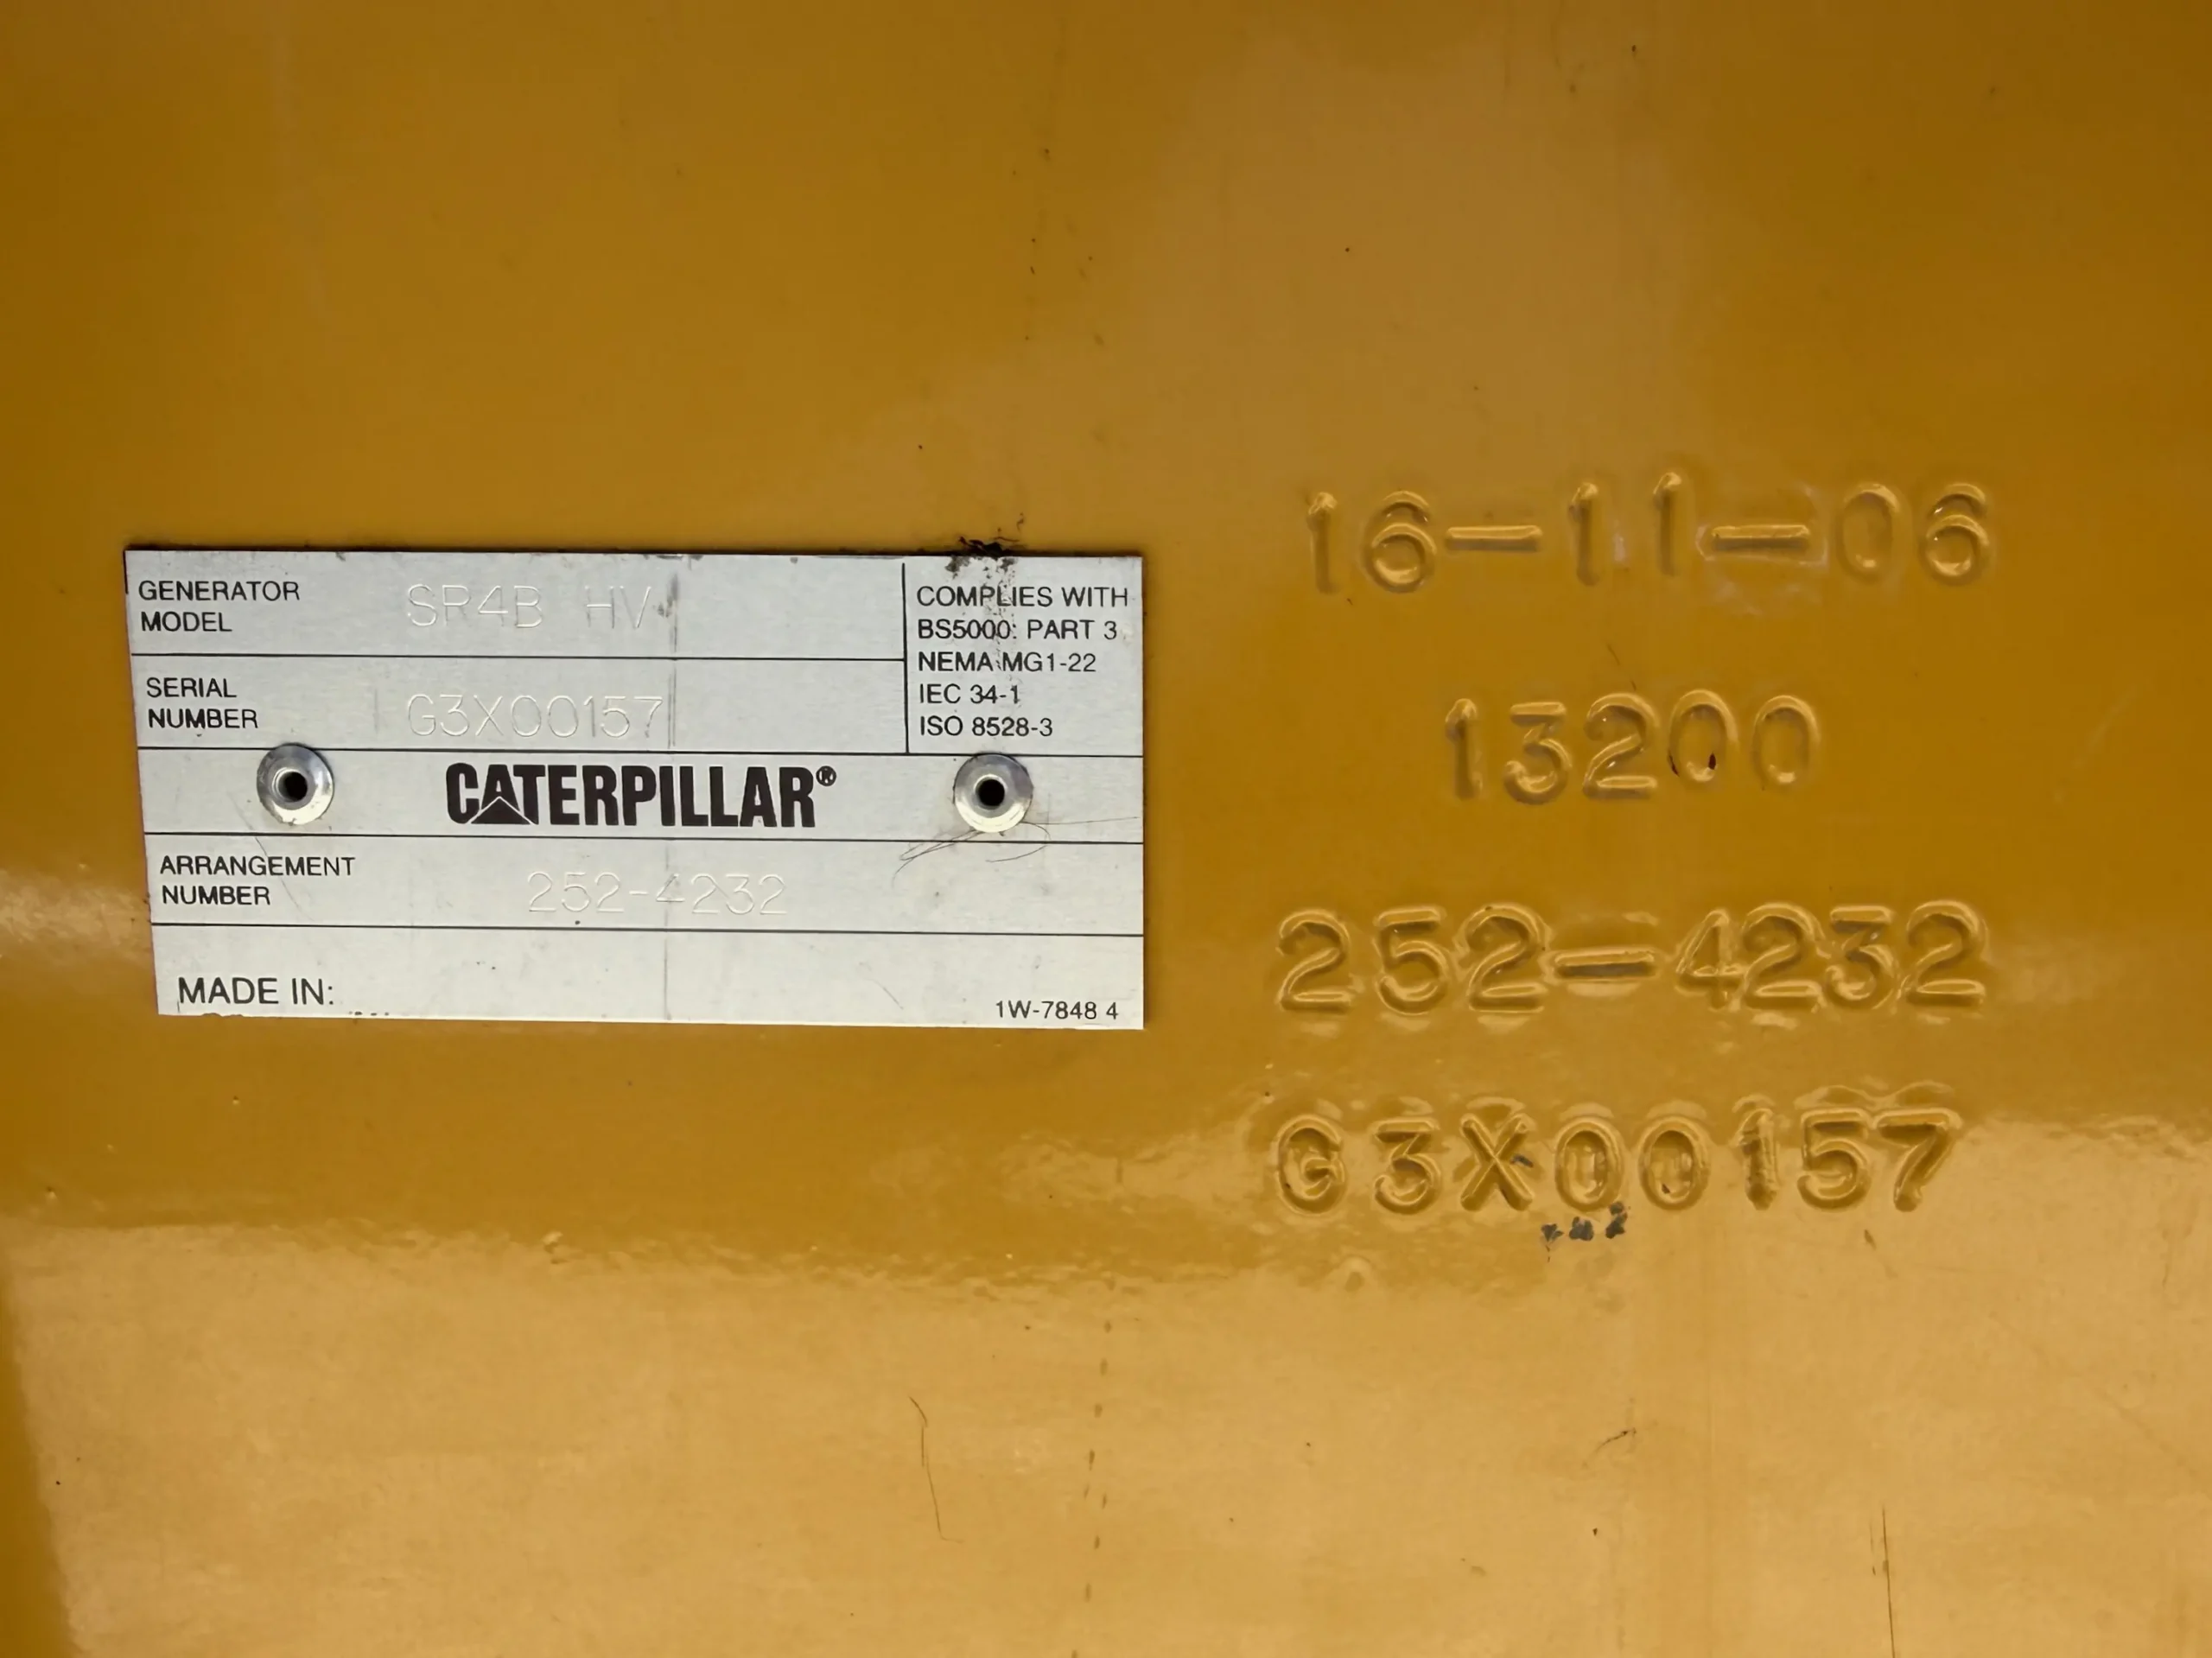 GENERATOR
MODEL
SR4B HV
COMPLIES WITH
BS5000: PART 3
NEMA MG1-22
IEC 34-1
ISO 8528-3
SERIAL
NUMBER
G3X00157
CATERPILLAR®
ARRANGEMENT
NUMBER
252-4232
MADE IN:
1W-7848 4
16-11-06
13200
252-4232
G3X00157